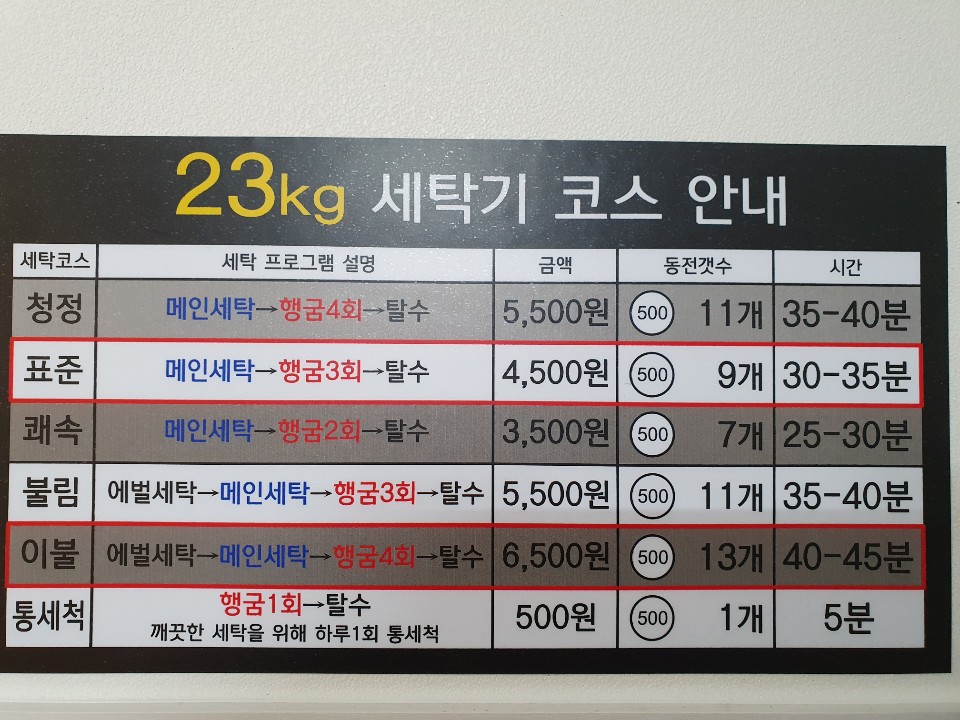 23kg 세탁기 코스 안내
세탁코스 세탁 프로그램 설명 금액 동전갯수 시간
청정 메인세탁→행굼4회→탈수 5,500원 500 11개 35-40분
표준 메인세탁→행굼3회→탈수 4,500원 500 9개 30-35분
쾌속 메인세탁→행굼2회→탈수 3,500원 500 7개 25-30분
불림 에벌세탁→메인세탁→행굼3회→탈수 5,500원 500 11개 35-40분
이불 에벌세탁→메인세탁→행굼4회→탈수 6,500원 500 13개 40-45분
통세척 행굼1회→탈수 500원 500 1개 5분
깨끗한 세탁을 위해 하루1회 통세척